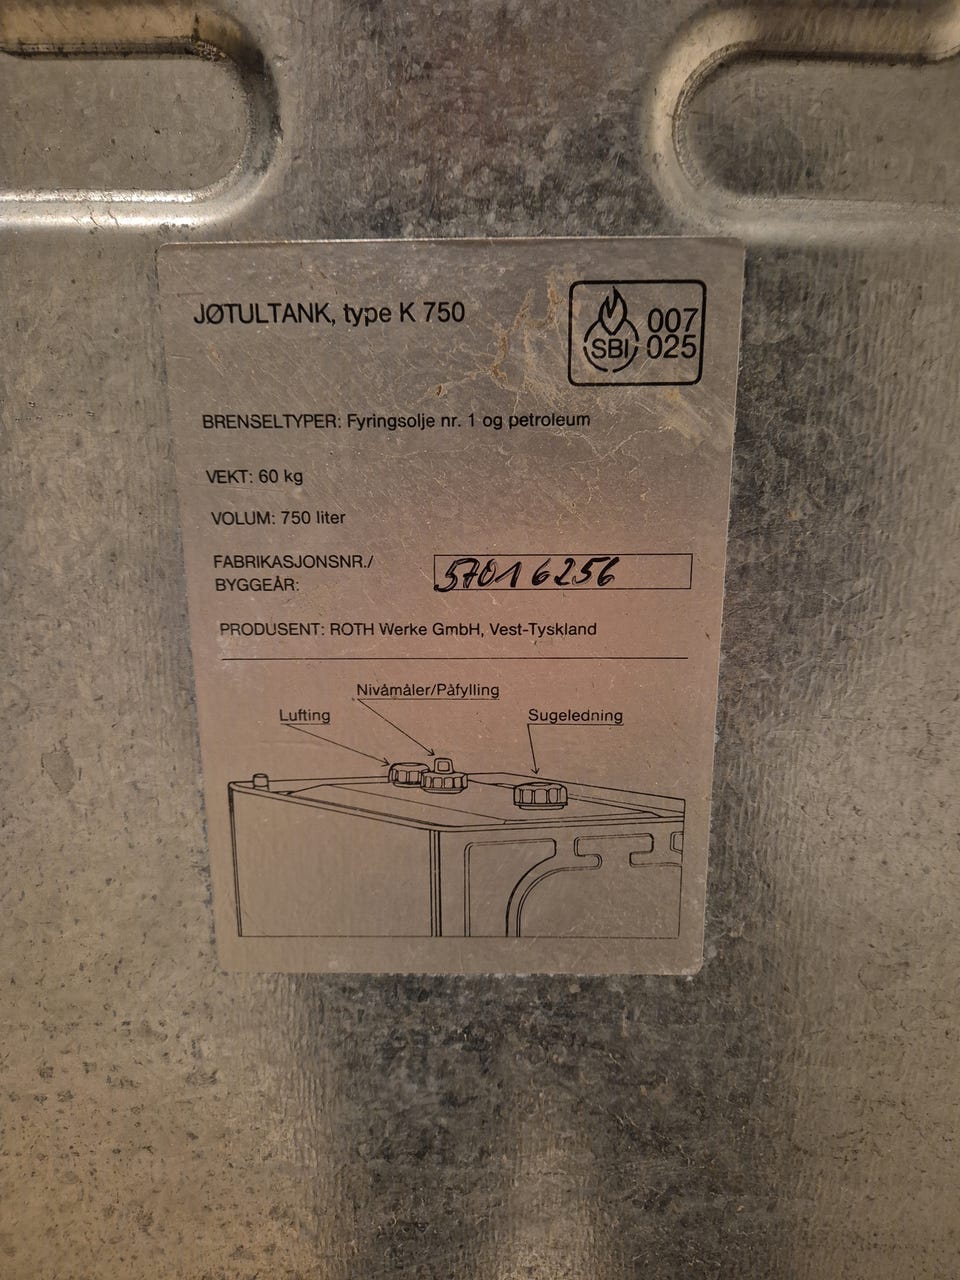 JØTULTANK, type K 750
SBI
007
025
BRENSELTYPER: Fyringsolje nr. 1 og petroleum
VEKT: 60 kg
VOLUM: 750 liter
FABRIKASJONSNR./
BYGGEÅR:
57016256
PRODUSENT: ROTH Werke GmbH, Vest-Tyskland
Nivåmåler/Påfylling
Lufting
Sugeledning